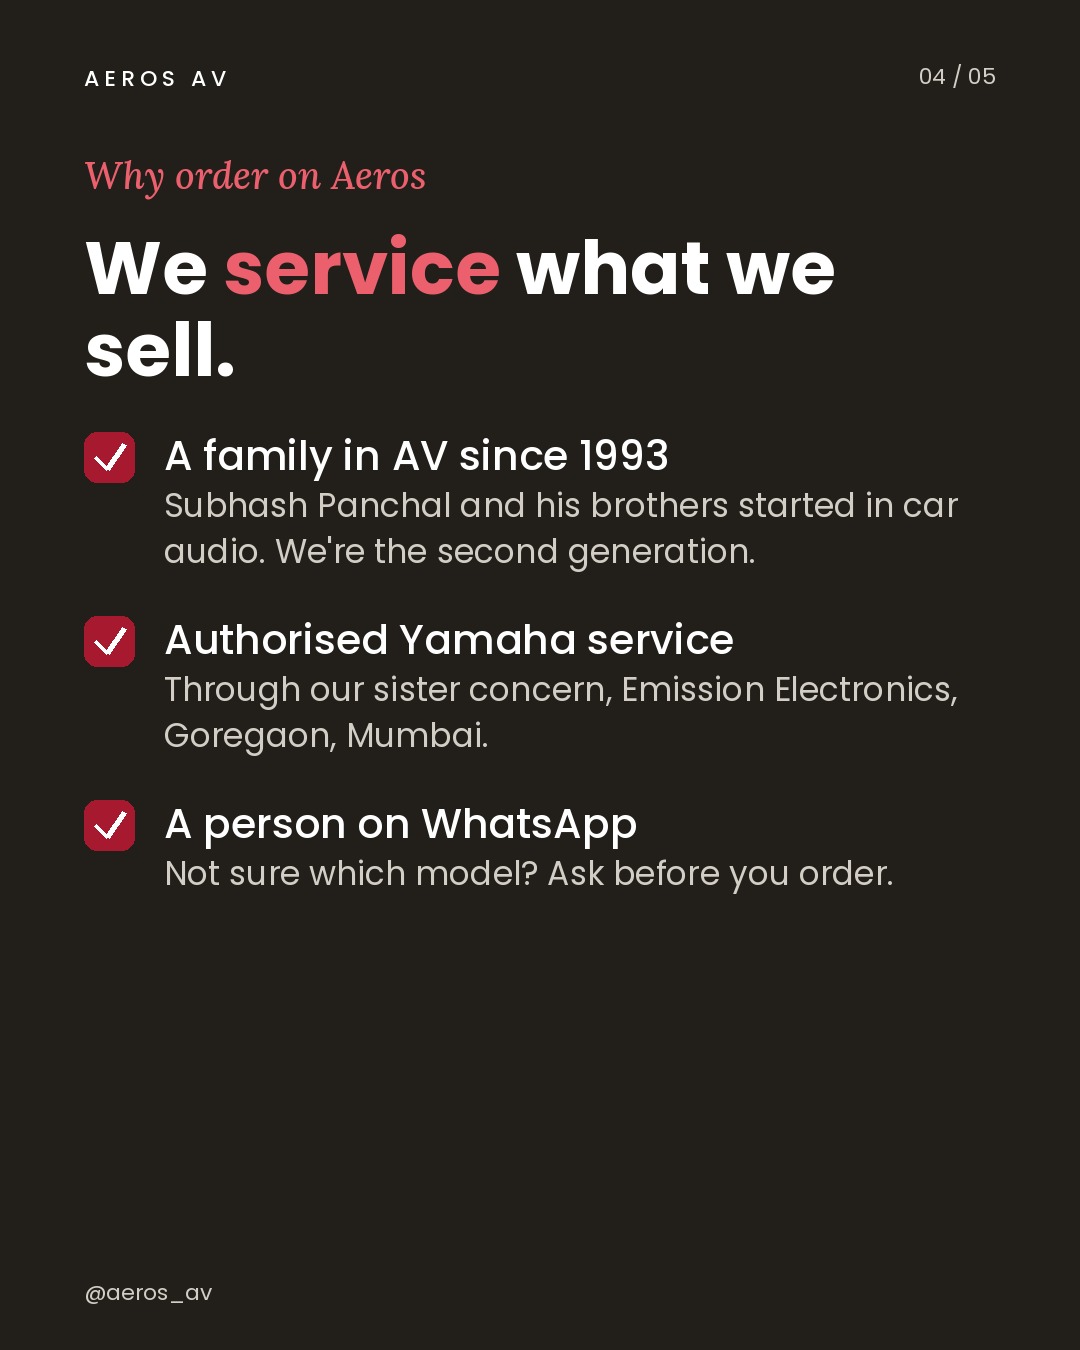 AEROS AV
04 / 05
Why order on Aeros
We service what we
sell.
A family in AV since 1993
Subhash Panchal and his brothers started in car
audio. We're the second generation.
Authorised Yamaha service
Through our sister concern, Emission Electronics,
Goregaon, Mumbai.
A person on WhatsApp
Not sure which model? Ask before you order.
@aeros_av